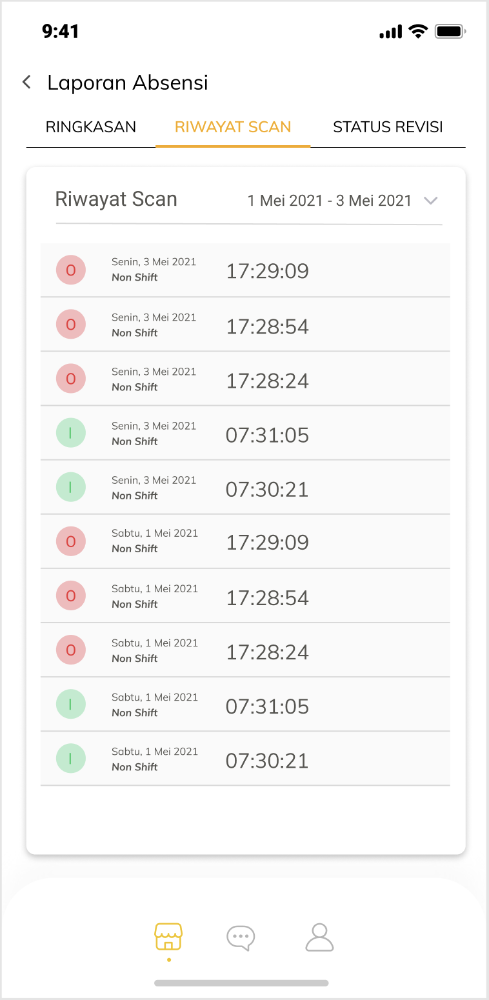 9:41
Laporan Absensi
RINGKASAN RIWAYAT SCAN STATUS REVISI
Riwayat Scan 1 Mei 2021 - 3 Mei 2021
O Senin, 3 Mei 2021 17:29:09
Non Shift
O Senin, 3 Mei 2021 17:28:54
Non Shift
O Senin, 3 Mei 2021 17:28:24
Non Shift
I Senin, 3 Mei 2021 07:31:05
Non Shift
I Senin, 3 Mei 2021 07:30:21
Non Shift
O Sabtu, 1 Mei 2021 17:29:09
Non Shift
O Sabtu, 1 Mei 2021 17:28:54
Non Shift
O Sabtu, 1 Mei 2021 17:28:24
Non Shift
I Sabtu, 1 Mei 2021 07:31:05
Non Shift
I Sabtu, 1 Mei 2021 07:30:21
Non Shift